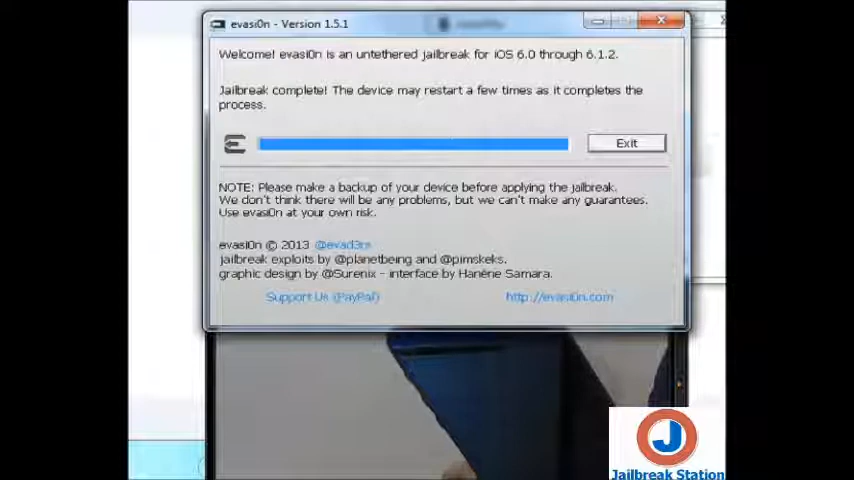 evasi0n - Version 1.5.1
Welcome! evasi0n is an untethered jailbreak for iOS 6.0 through 6.1.2.
Jailbreak complete! The device may restart a few times as it completes the
process.
Exit
NOTE: Please make a backup of your device before applying the jailbreak.
We don't think there will be any problems, but we can't make any guarantees.
Use evasi0n at your own risk.
evasi0n © 2013 @evad3rs
jailbreak exploits by @planetbeing and @pimskeks.
graphic design by @Surenix - interface by Hanéne Samara.
Support Us (PayPal) http://evasi0n.com
J
Jailbreak Station